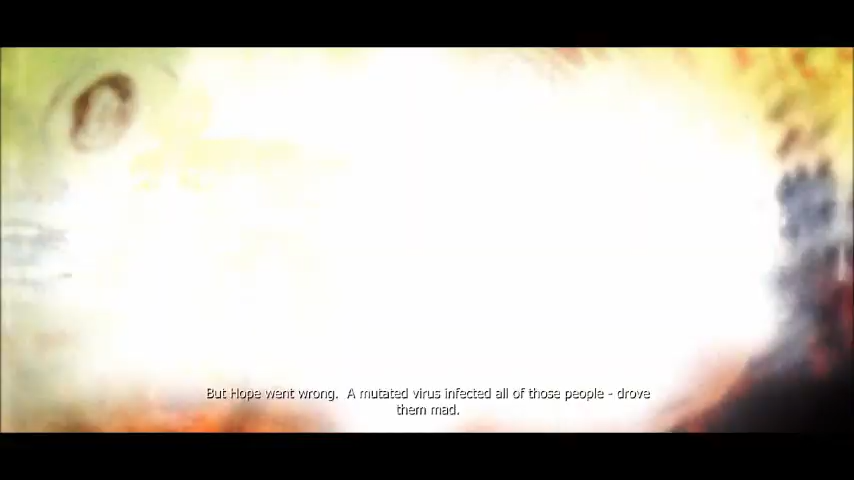 But Hope went wrong.  A mutated virus infected all of those people - drove
them mad.